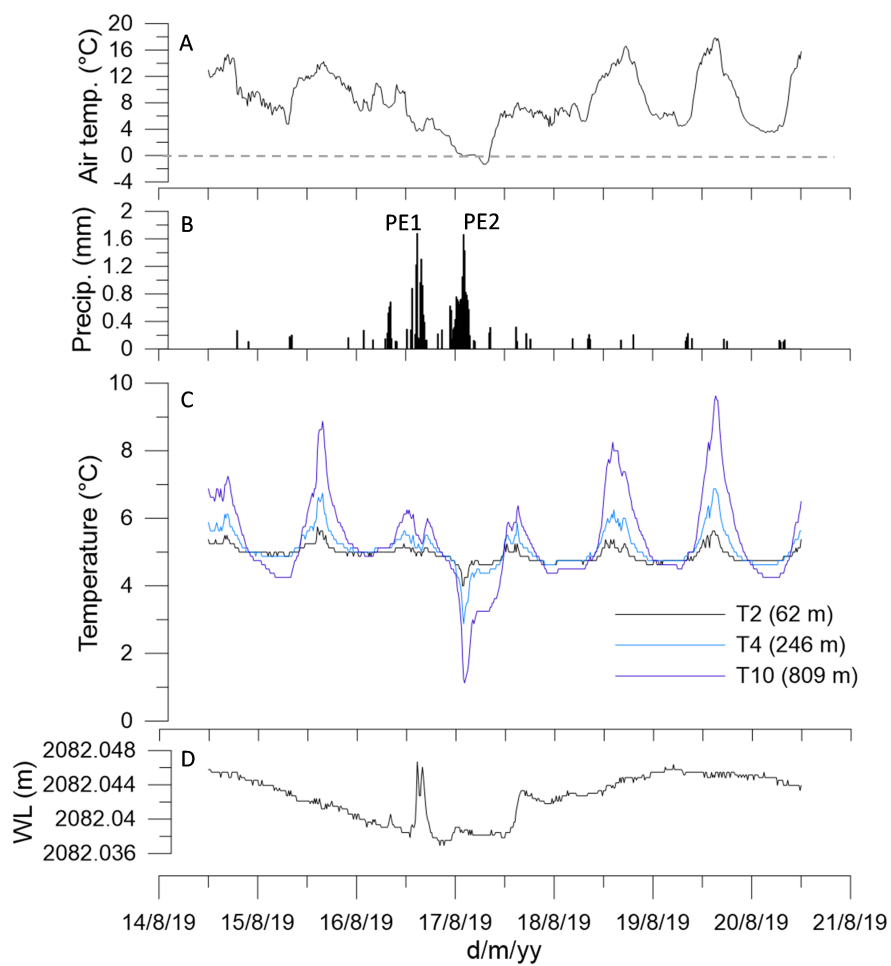 A
Air temp. (°C)
20
16
12
8
4
0
-4
B
PE1
PE2
Precip. (mm)
2
1.6
1.2
0.8
0.4
0
C
Temperature (°C)
10
8
6
4
2
0
T2 (62 m)
T4 (246 m)
T10 (809 m)
D
WL (m)
2082.048
2082.044
2082.04
2082.036
14/8/19 15/8/19 16/8/19 17/8/19 18/8/19 19/8/19 20/8/19 21/8/19
d/m/yy